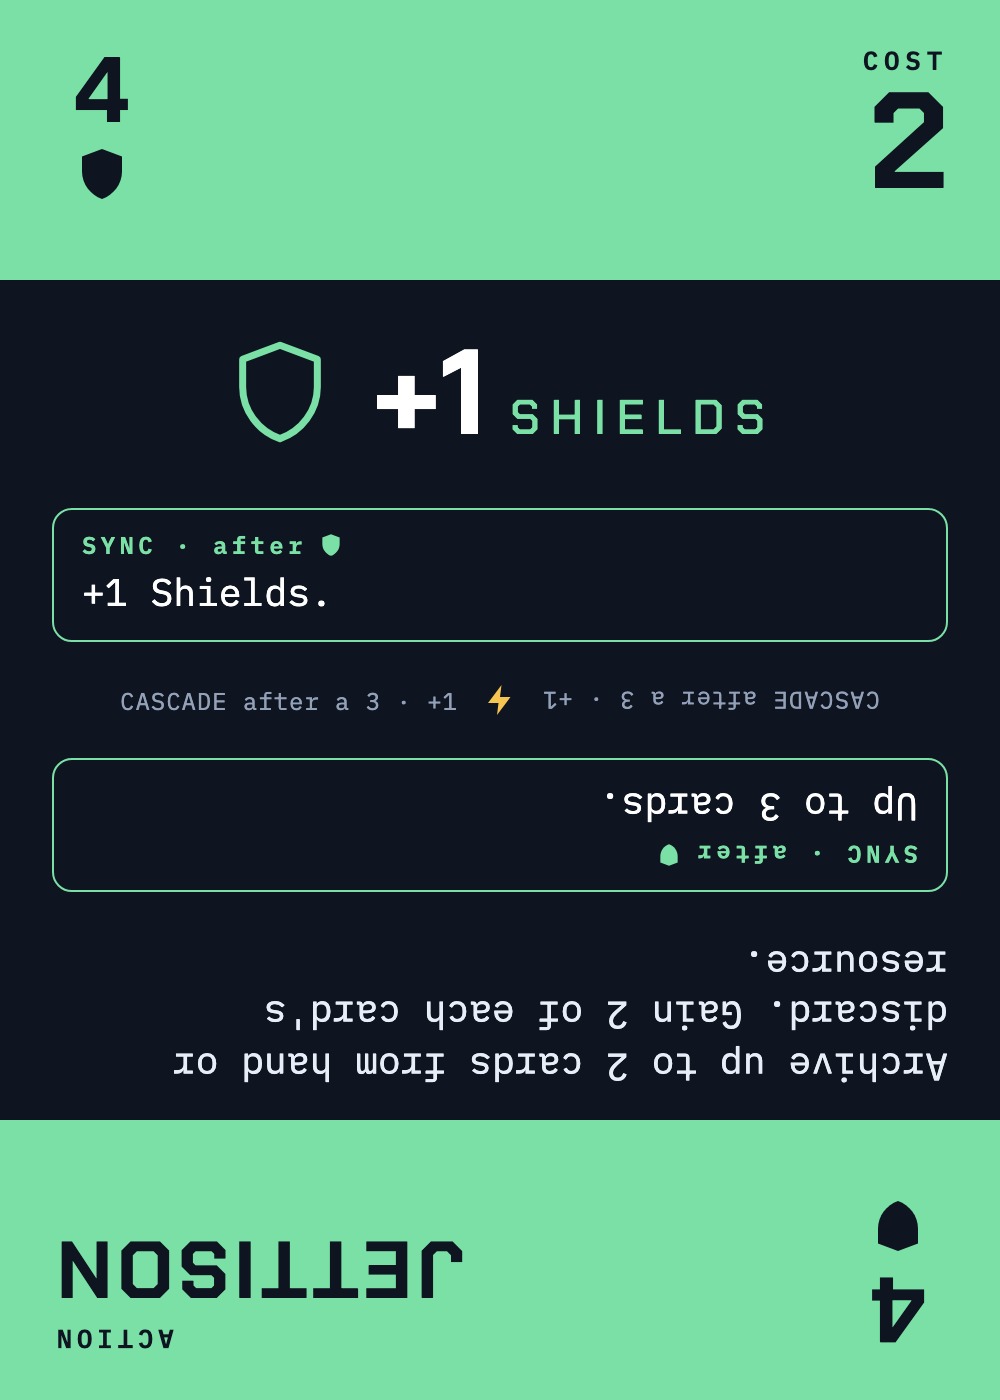 4
COST
2
+1 SHIELDS
SYNC · after
+1 Shields.
CASCADE after a 3 · +1
CASCADE after a 3 · +1
ACTION
JETTISON
4
Archive up to 2 cards from hand or
discard. Gain 2 of each card's
resource.
SYNC · after
Up to 3 cards.